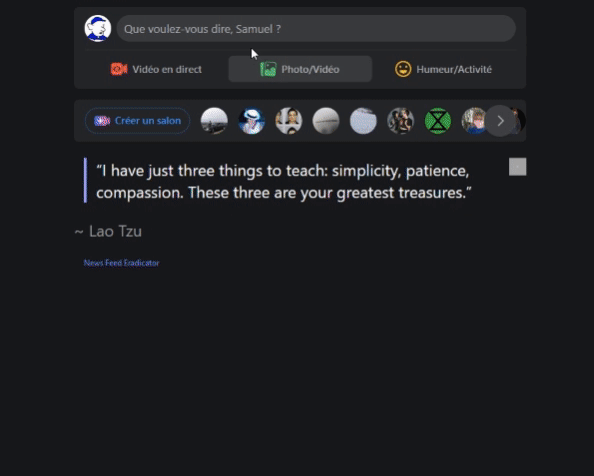 Que voulez-vous dire, Samuel ?
Vidéo en direct
Photo/Vidéo
Humeur/Activité
Créer un salon
“I have just three things to teach: simplicity, patience,
compassion. These three are your greatest treasures.”
~ Lao Tzu
News Feed Eradicator